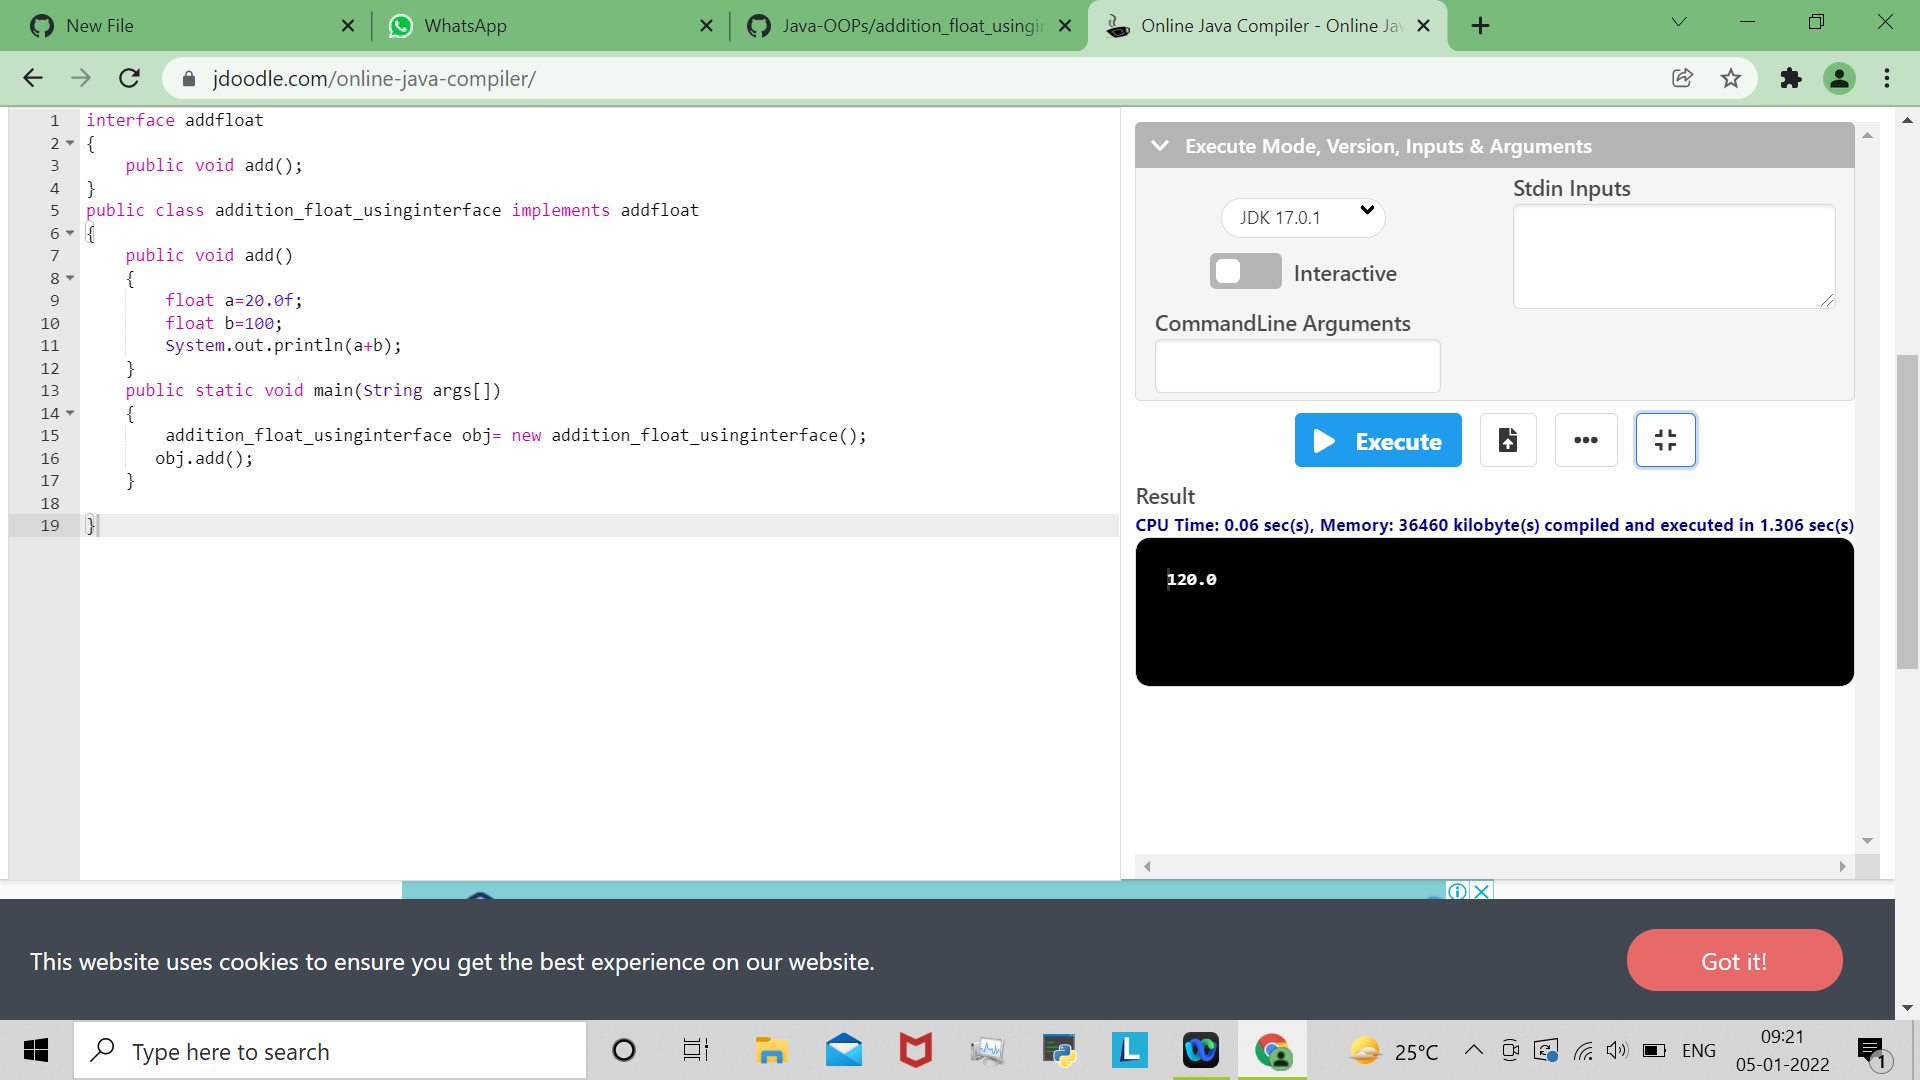 New File
WhatsApp
Java-OOPs/addition_float_usingin
Online Java Compiler - Online Jav
jdoodle.com/online-java-compiler/
1 interface addfloat
2 {
3 public void add();
4 }
5 public class addition_float_usinginterface implements addfloat
6 {
7 public void add()
8 {
9 float a=20.0f;
10 float b=100;
11 System.out.println(a+b);
12 }
13 public static void main(String args[])
14 {
15 addition_float_usinginterface obj= new addition_float_usinginterface();
16 obj.add();
17 }
18
19 }
Execute Mode, Version, Inputs & Arguments
JDK 17.0.1
Stdin Inputs
Interactive
CommandLine Arguments
Execute
Result
CPU Time: 0.06 sec(s), Memory: 36460 kilobyte(s) compiled and executed in 1.306 sec(s)
120.0
This website uses cookies to ensure you get the best experience on our website.
Got it!
Type here to search
L
25°C
ENG
09:21
05-01-2022
1